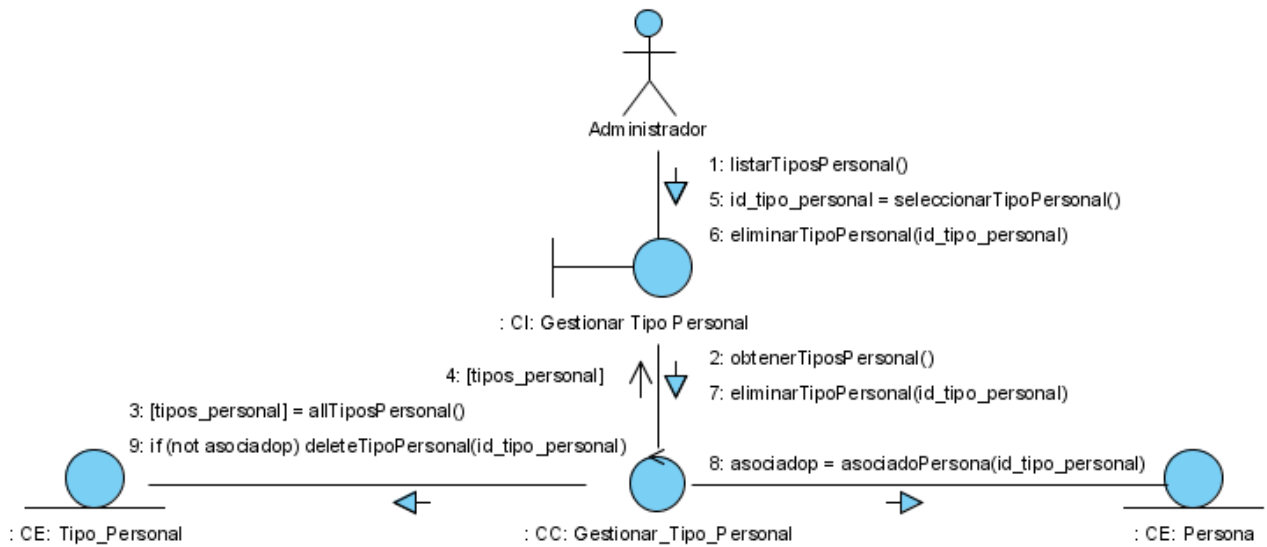 Administrador
1: listarTiposPersonal()
5: id_tipo_personal = seleccionarTipoPersonal()
6: eliminarTipoPersonal(id_tipo_personal)
: CI: Gestionar Tipo Personal
2: obtenerTiposPersonal()
4: [tipos_personal]
7: eliminarTipoPersonal(id_tipo_personal)
3: [tipos_personal] = allTiposPersonal()
9: if (not asociadop) deleteTipoPersonal(id_tipo_personal)
8: asociadop = asociadoPersona(id_tipo_personal)
: CE: Tipo_Personal
: CC: Gestionar_Tipo_Personal
: CE: Persona